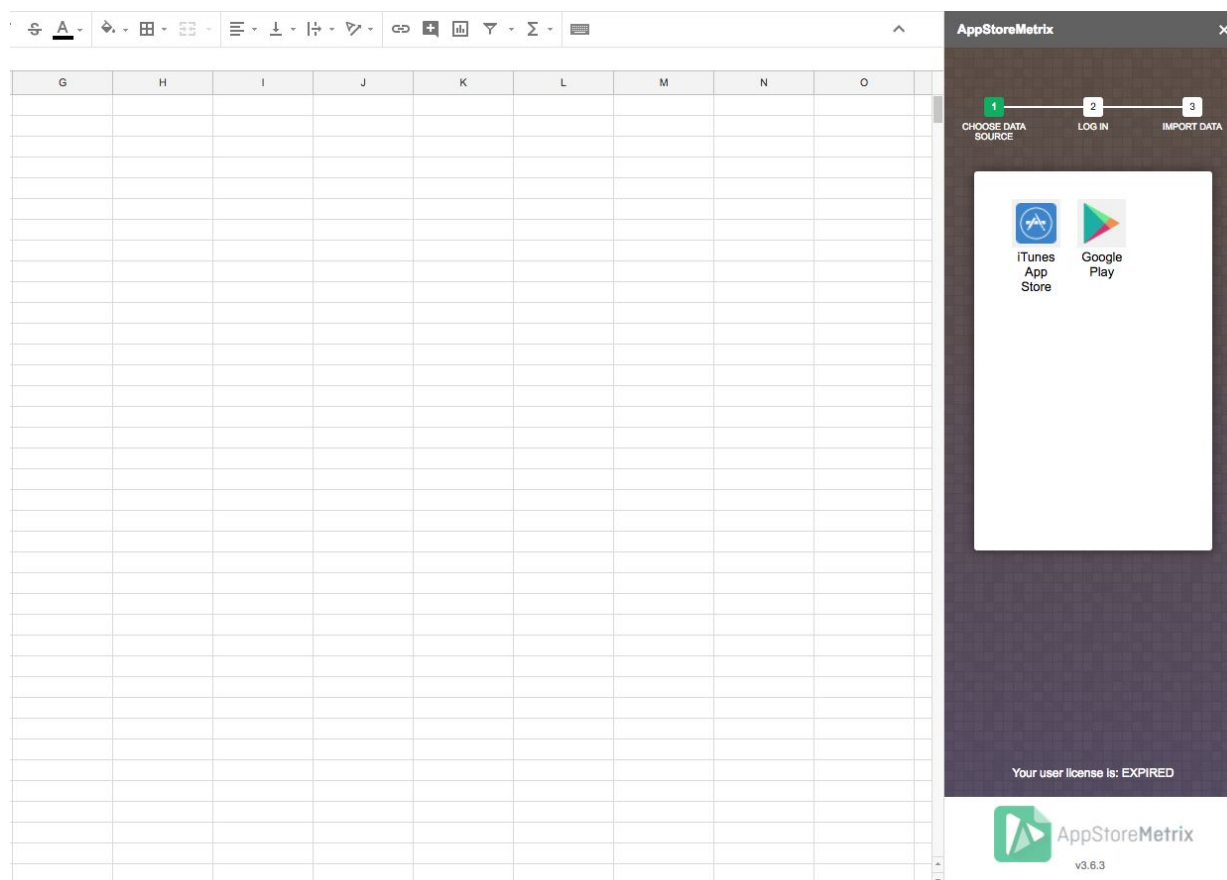 AppStoreMetrix
G H I J K L M N O
1 2 3
CHOOSE DATA SOURCE LOG IN IMPORT DATA
iTunes App Store
Google Play
Your user license is: EXPIRED
AppStoreMetrix
v3.6.3